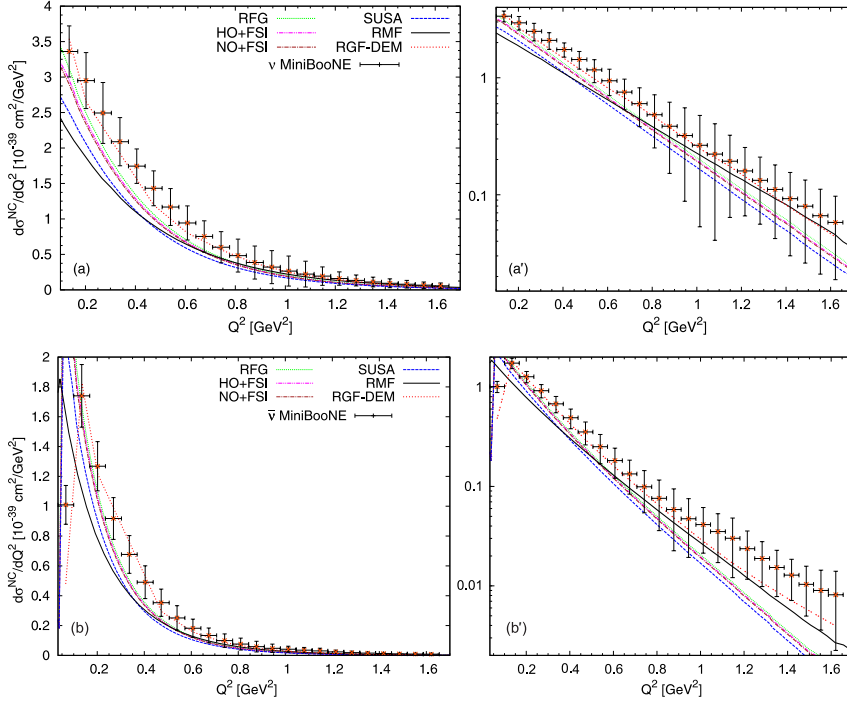 RFG SUSA
HO+FSI RMF
NO+FSI RGF-DEM
ν MiniBooNE
dσ^NC/dQ² [10⁻³⁹ cm²/GeV²]
4
3.5
3
2.5
2
1.5
1
0.5
0
(a)
0.2 0.4 0.6 0.8 1 1.2 1.4 1.6
Q² [GeV²]
1
0.1
(a')
0.2 0.4 0.6 0.8 1 1.2 1.4 1.6
Q² [GeV²]
RFG SUSA
HO+FSI RMF
NO+FSI RGF-DEM
ν̅ MiniBooNE
dσ^NC/dQ² [10⁻³⁹ cm²/GeV²]
2
1.8
1.6
1.4
1.2
1
0.8
0.6
0.4
0.2
0
(b)
0.2 0.4 0.6 0.8 1 1.2 1.4 1.6
Q² [GeV²]
1
0.1
0.01
(b')
0.2 0.4 0.6 0.8 1 1.2 1.4 1.6
Q² [GeV²]